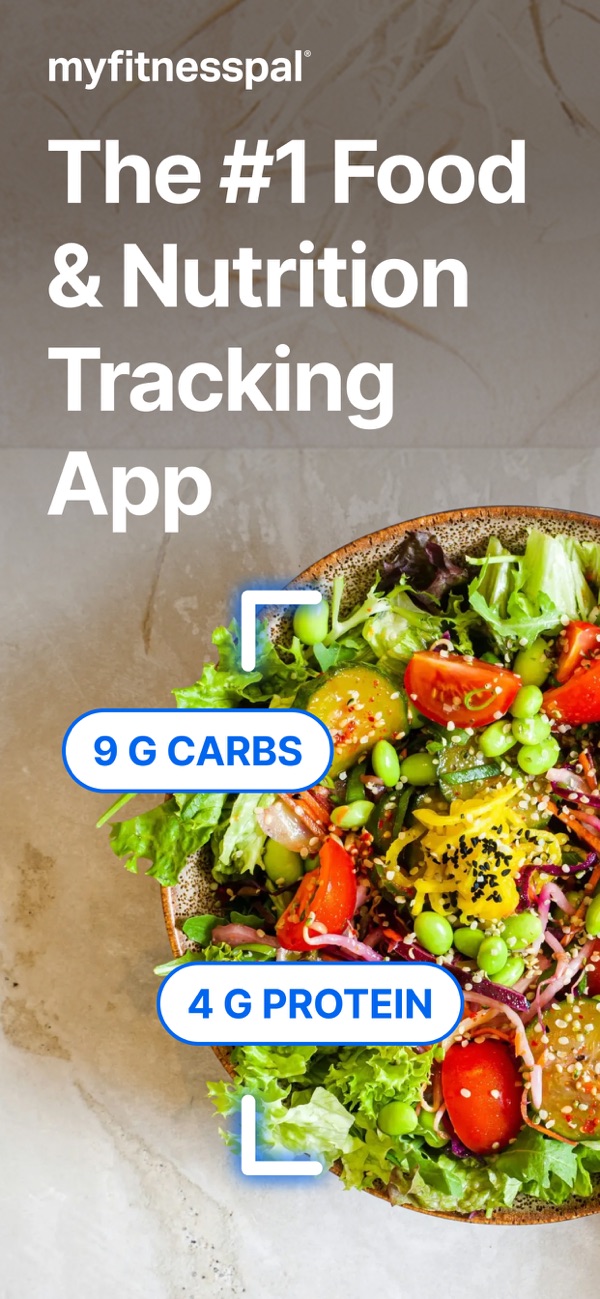 myfitnesspal®
The #1 Food
& Nutrition
Tracking
App
9 G CARBS
4 G PROTEIN